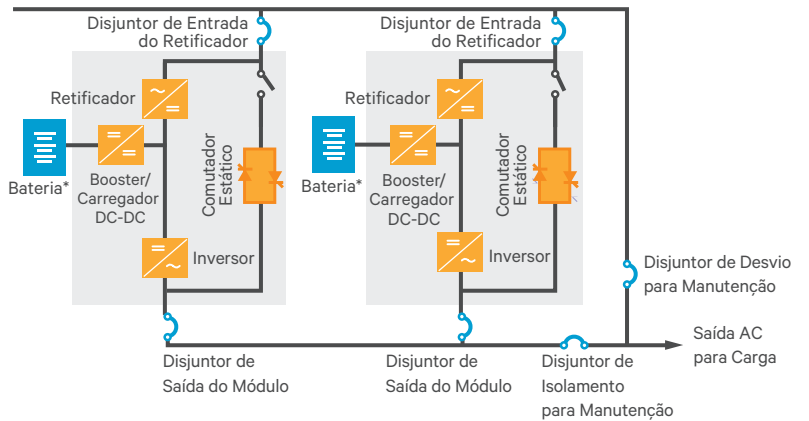 Disjuntor de Entrada
do Retificador
Disjuntor de Entrada
do Retificador
Retificador
Bateria*
Booster/
Carregador
DC-DC
Comutador
Estático
Inversor
Retificador
Bateria*
Booster/
Carregador
DC-DC
Comutador
Estático
Inversor
Disjuntor de Desvio
para Manutenção
Saída AC
para Carga
Disjuntor de
Saída do Módulo
Disjuntor de
Saída do Módulo
Disjuntor de
Isolamento
para Manutenção